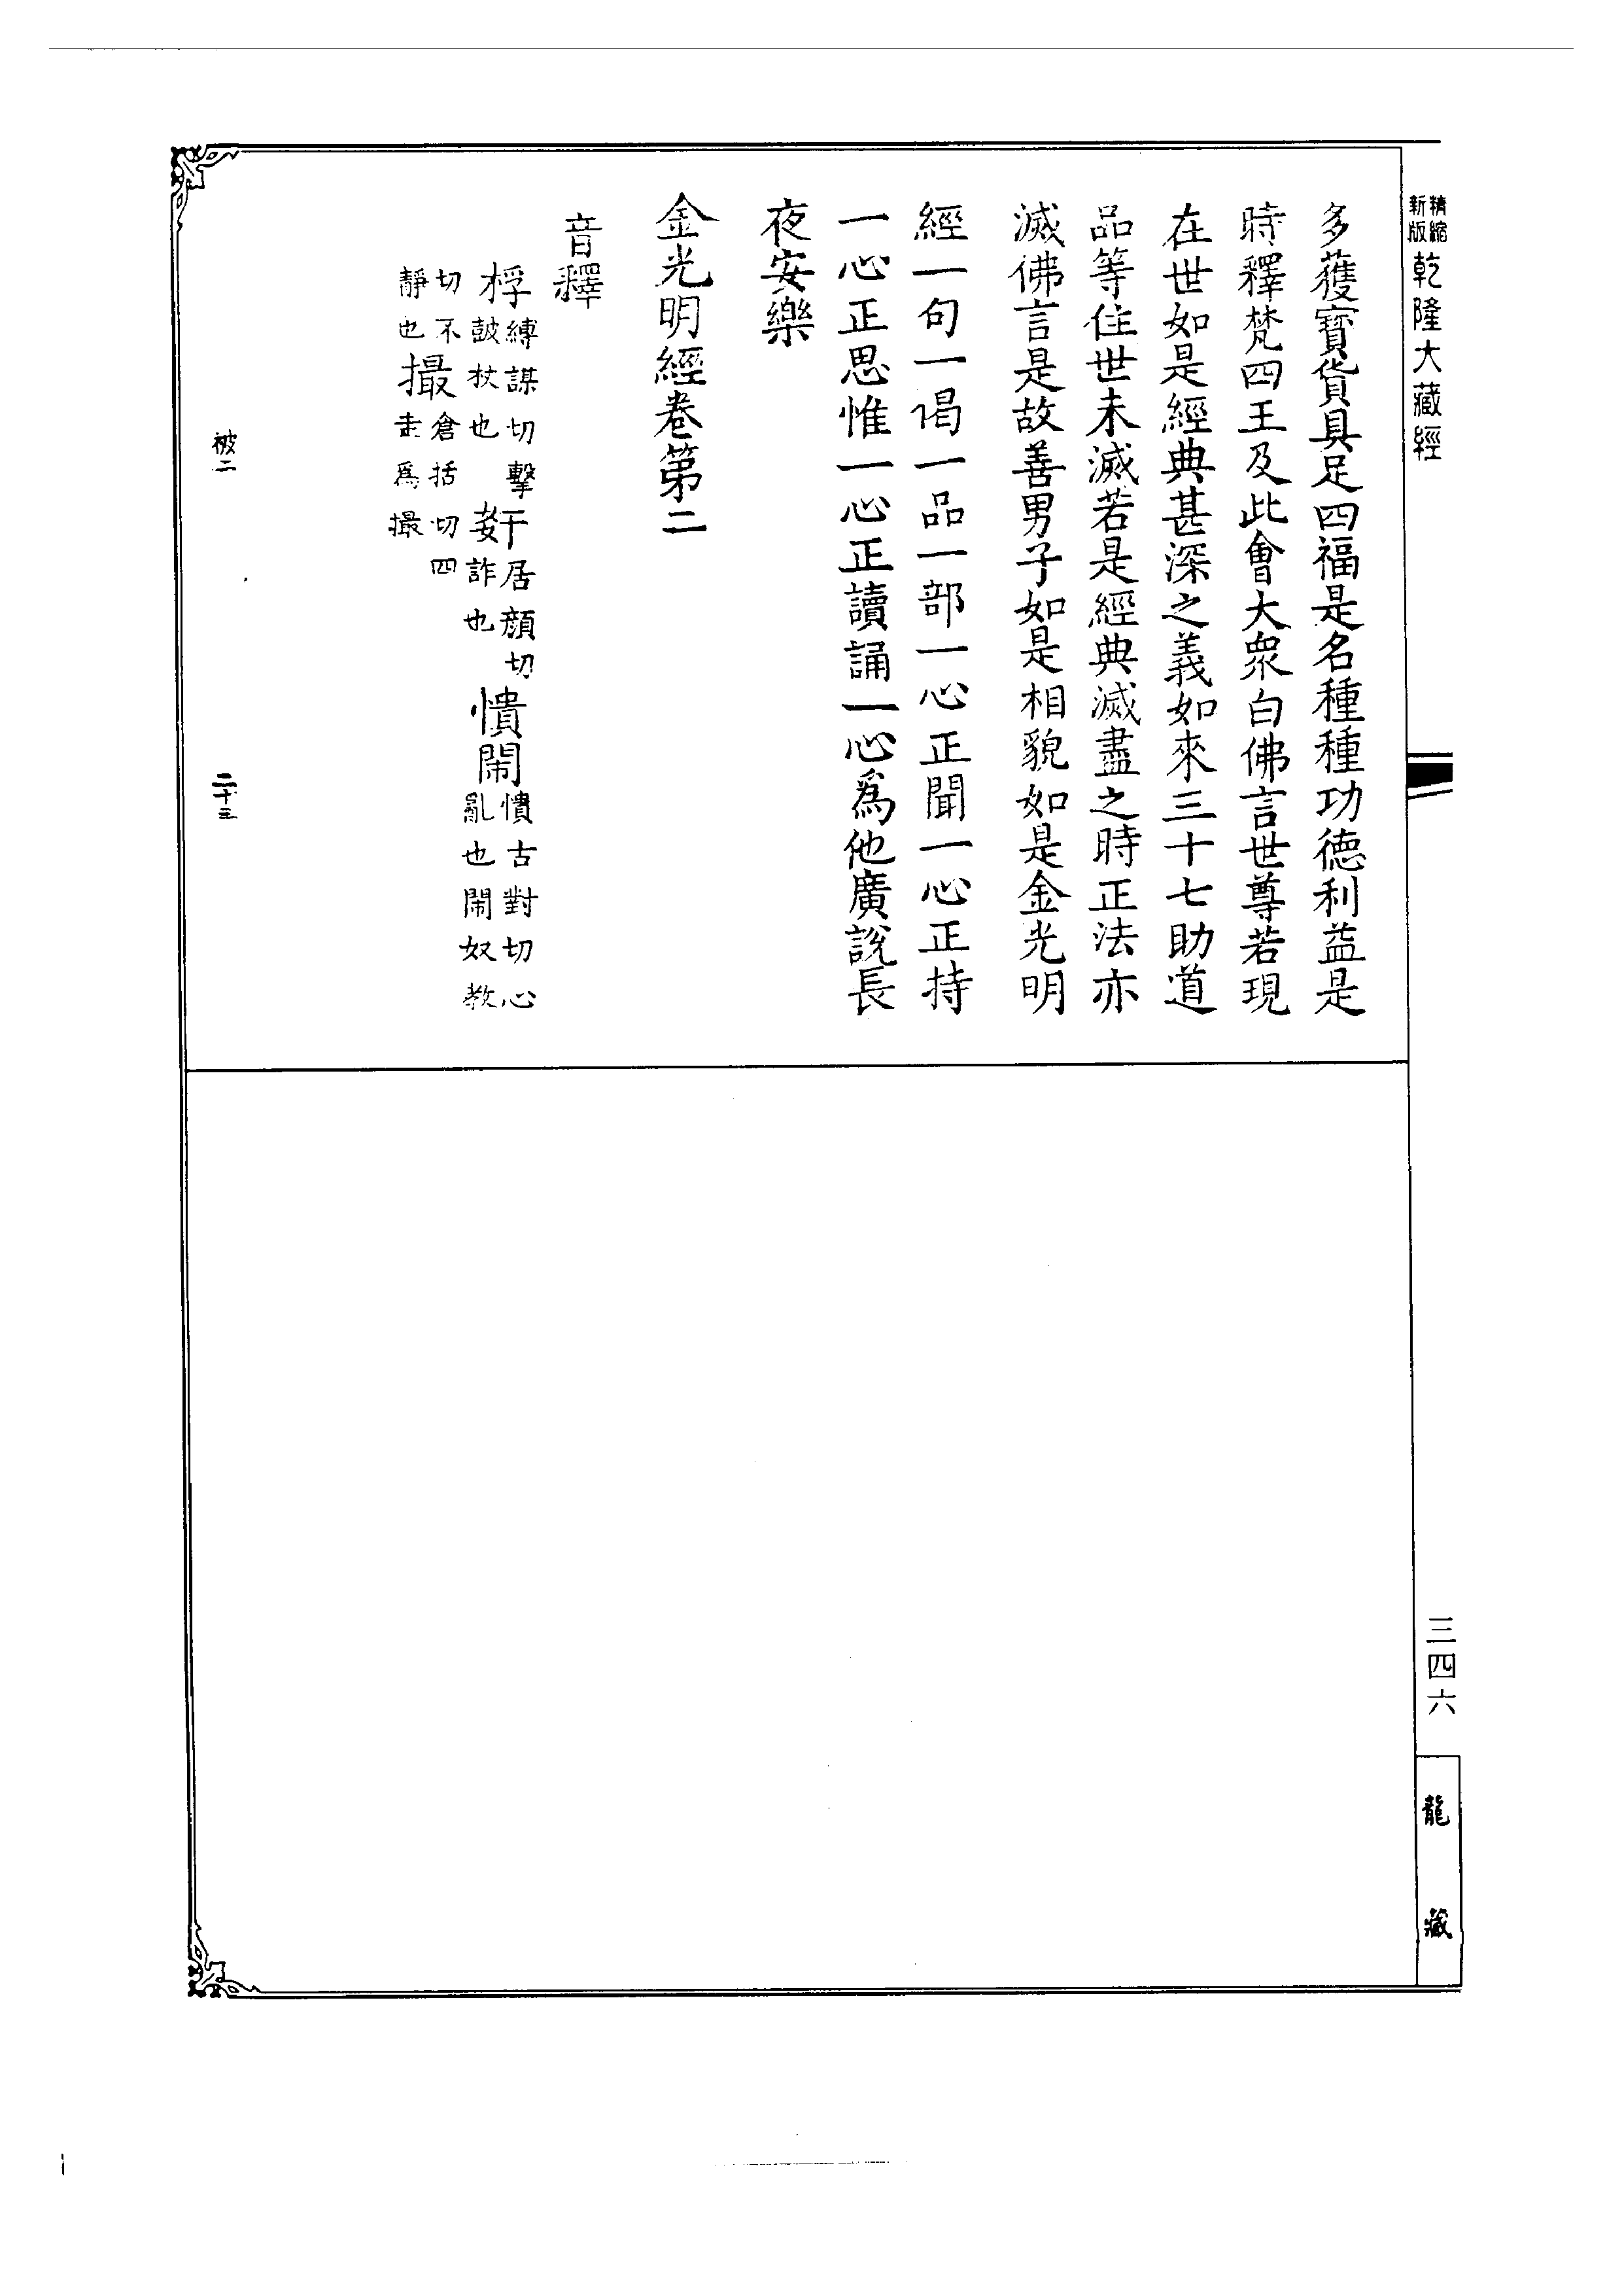 精縮
新版
乾隆大藏經
多獲寶貨具足四福是名種種功德利益是
時釋梵四王及此會大眾白佛言世尊若現
在世如是經典甚深之義如來三十七助道
品等住世未滅若是經典滅盡之時正法亦
滅佛言是故善男子如是相貌如是金光明
經一句一偈一品一部一心正聞一心正持
一心正思惟一心正讀誦一心為他廣說長
夜安樂
金光明經卷第二
音釋
桴縛謀切擊鼓杖也 姦干居顏切詐也 憒鬧憒古對切心亂也鬧奴教
切不靜也 撮倉括切四圭爲撮
被二
二十三
三四六
龍藏